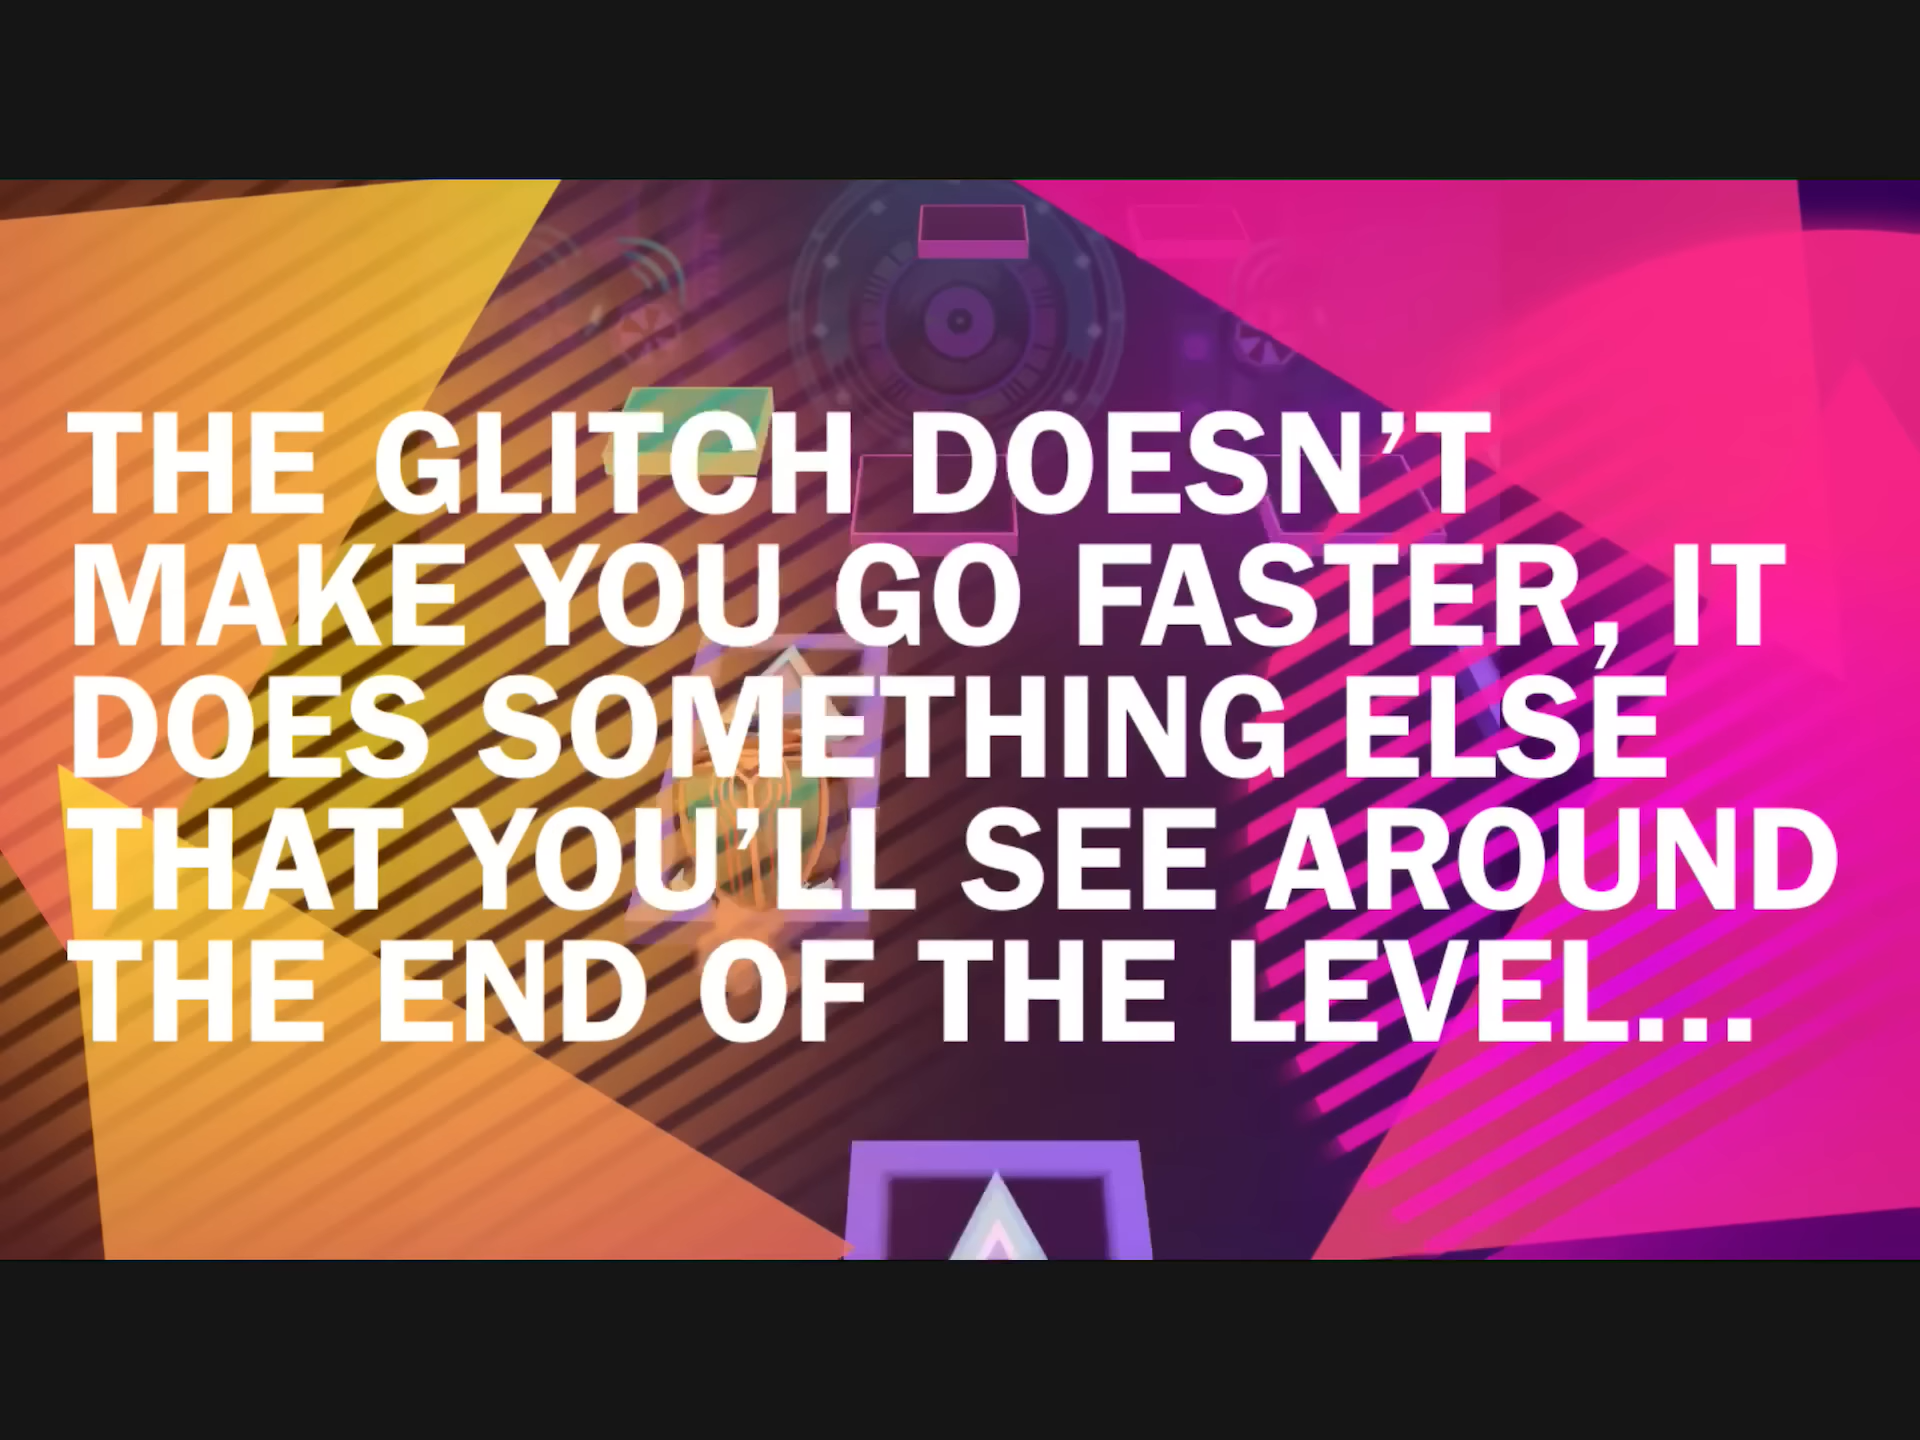 THE GLITCH DOESN’T
MAKE YOU GO FASTER, IT
DOES SOMETHING ELSE
THAT YOU’LL SEE AROUND
THE END OF THE LEVEL...